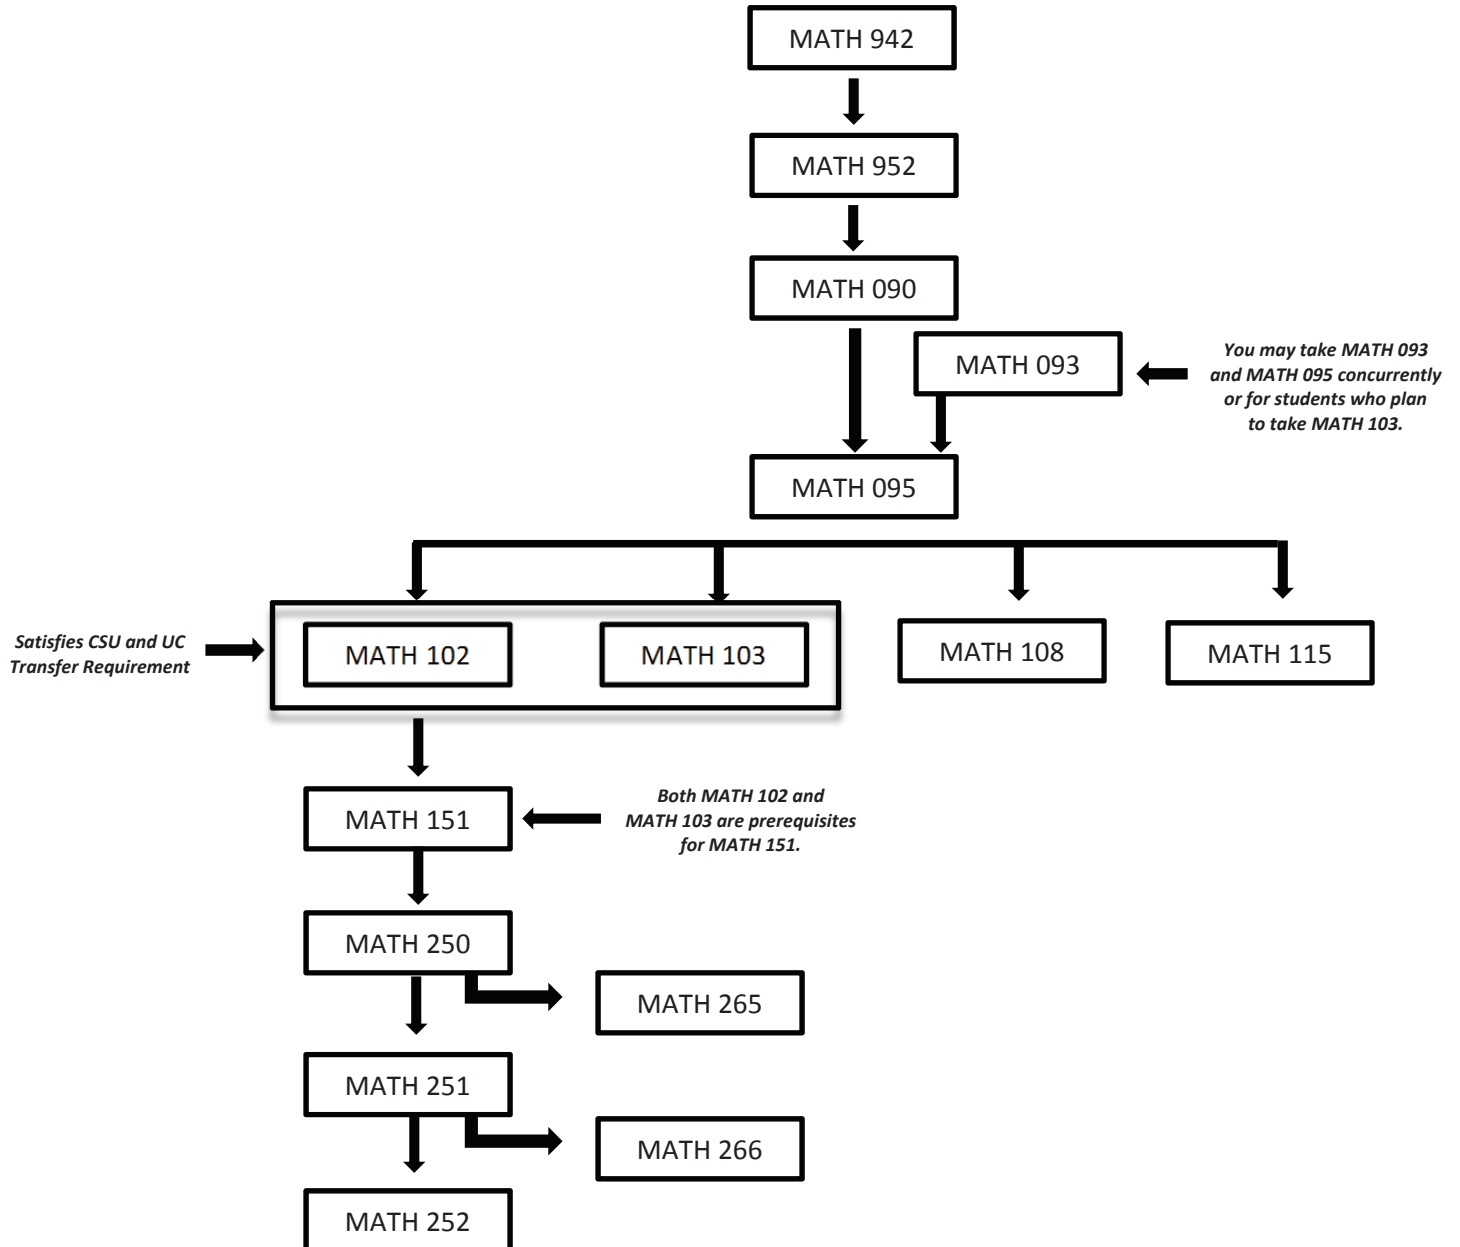 MATH 942
MATH 952
MATH 090
MATH 093
You may take MATH 093
and MATH 095 concurrently
or for students who plan
to take MATH 103.
MATH 095
Satisfies CSU and UC
Transfer Requirement
MATH 102
MATH 103
MATH 108
MATH 115
MATH 151
Both MATH 102 and
MATH 103 are prerequisites
for MATH 151.
MATH 250
MATH 265
MATH 251
MATH 266
MATH 252